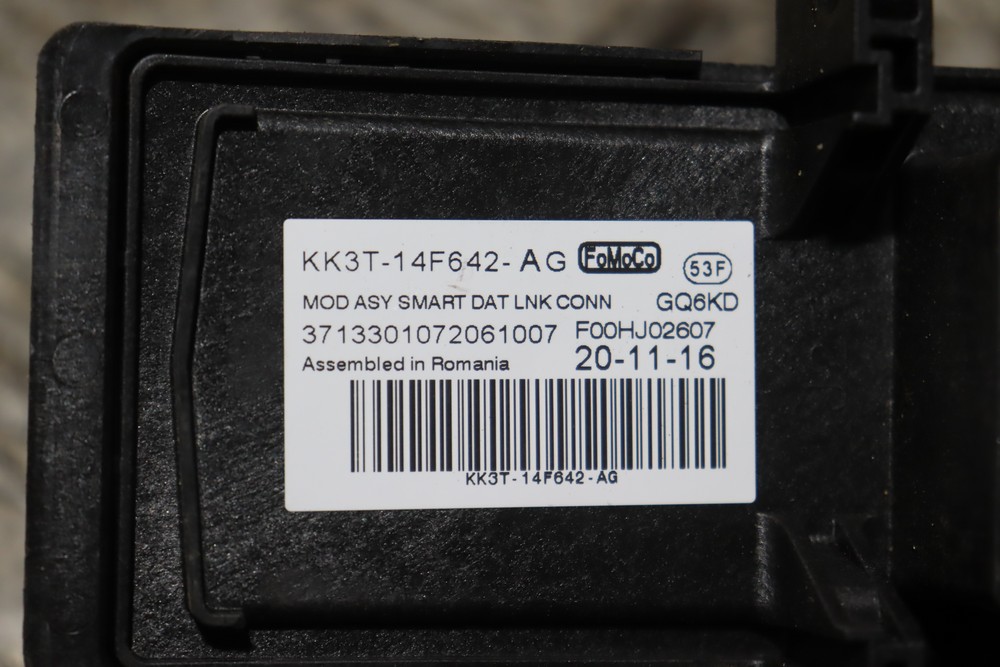 KK3T-14F642-AG FoMoCo 53F
MOD ASY SMART DAT LNK CONN GQ6KD
3713301072061007 F00HJ02607
Assembled in Romania 20-11-16
KK3T-14F642-AG